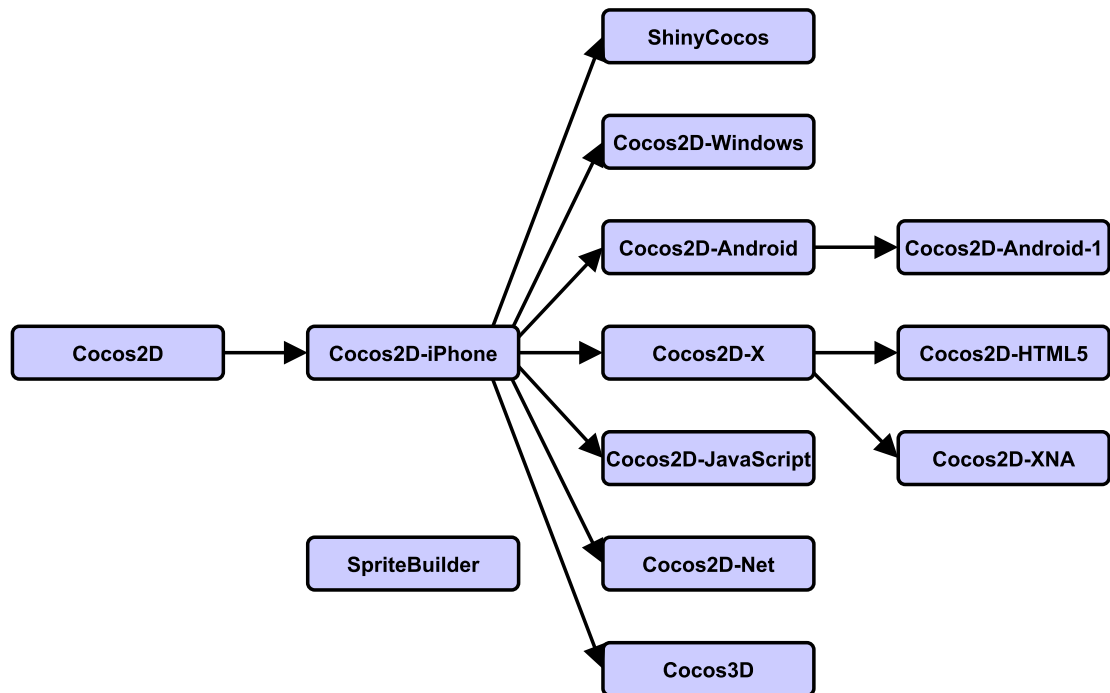 ShinyCocos
Cocos2D-Windows
Cocos2D-Android
Cocos2D-Android-1
Cocos2D
Cocos2D-iPhone
Cocos2D-X
Cocos2D-HTML5
Cocos2D-JavaScript
Cocos2D-XNA
SpriteBuilder
Cocos2D-Net
Cocos3D